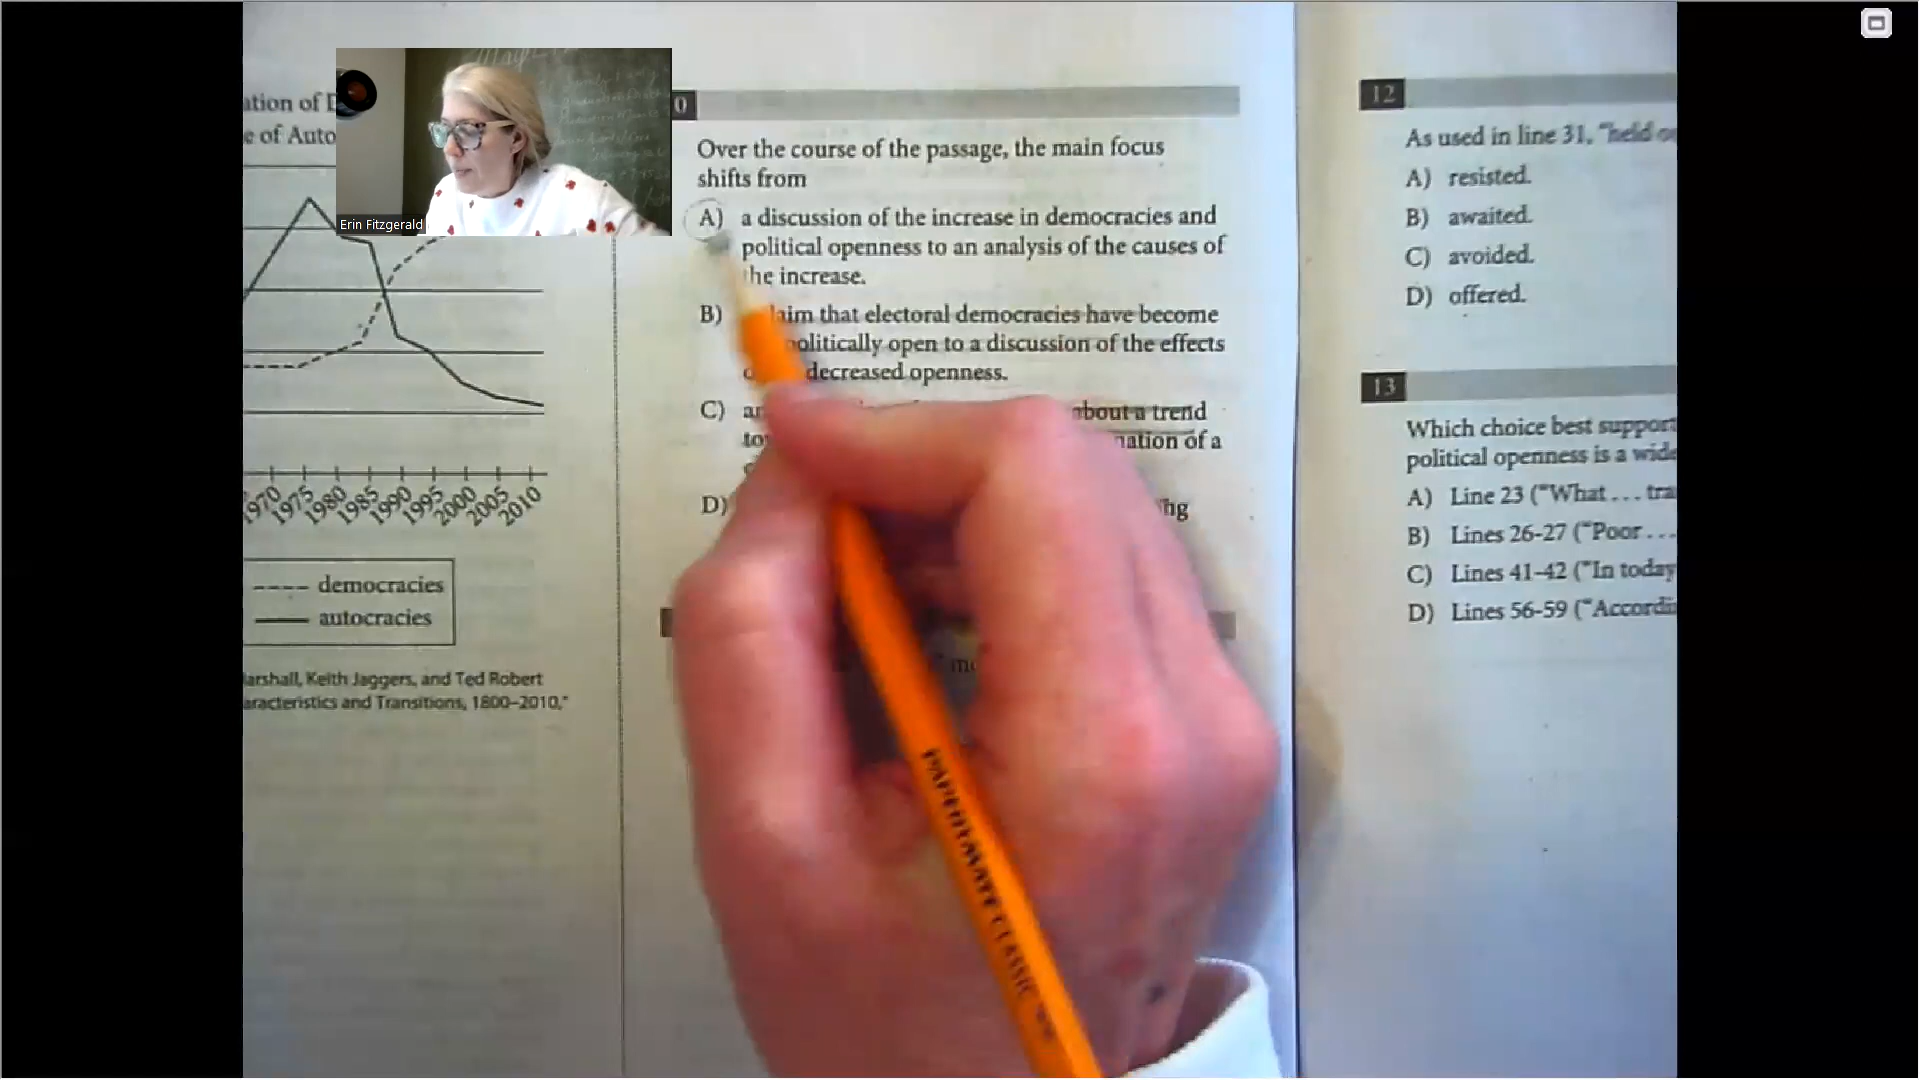 ation of
e of Auto
Erin Fitzgerald
1970 1975 1980 1985 1990 1995 2000 2005 2010
democracies
autocracies
arshall, Keith Jaggers, and Ted Robert
aracteristics and Transitions, 1800–2010,"
0
Over the course of the passage, the main focus
shifts from
A) a discussion of the increase in democracies and
political openness to an analysis of the causes of
the increase.
B) aim that electoral democracies have become
olitically open to a discussion of the effects
decreased openness.
C) about a trend
nation of a
D)
PAPERMATE CLASSIC
12
As used in line 31, "held
A) resisted.
B) awaited.
C) avoided.
D) offered.
13
Which choice best support
political openness is a wide
A) Line 23 ("What . . . tra
B) Lines 26-27 ("Poor . . .
C) Lines 41-42 ("In today
D) Lines 56-59 ("Accordi